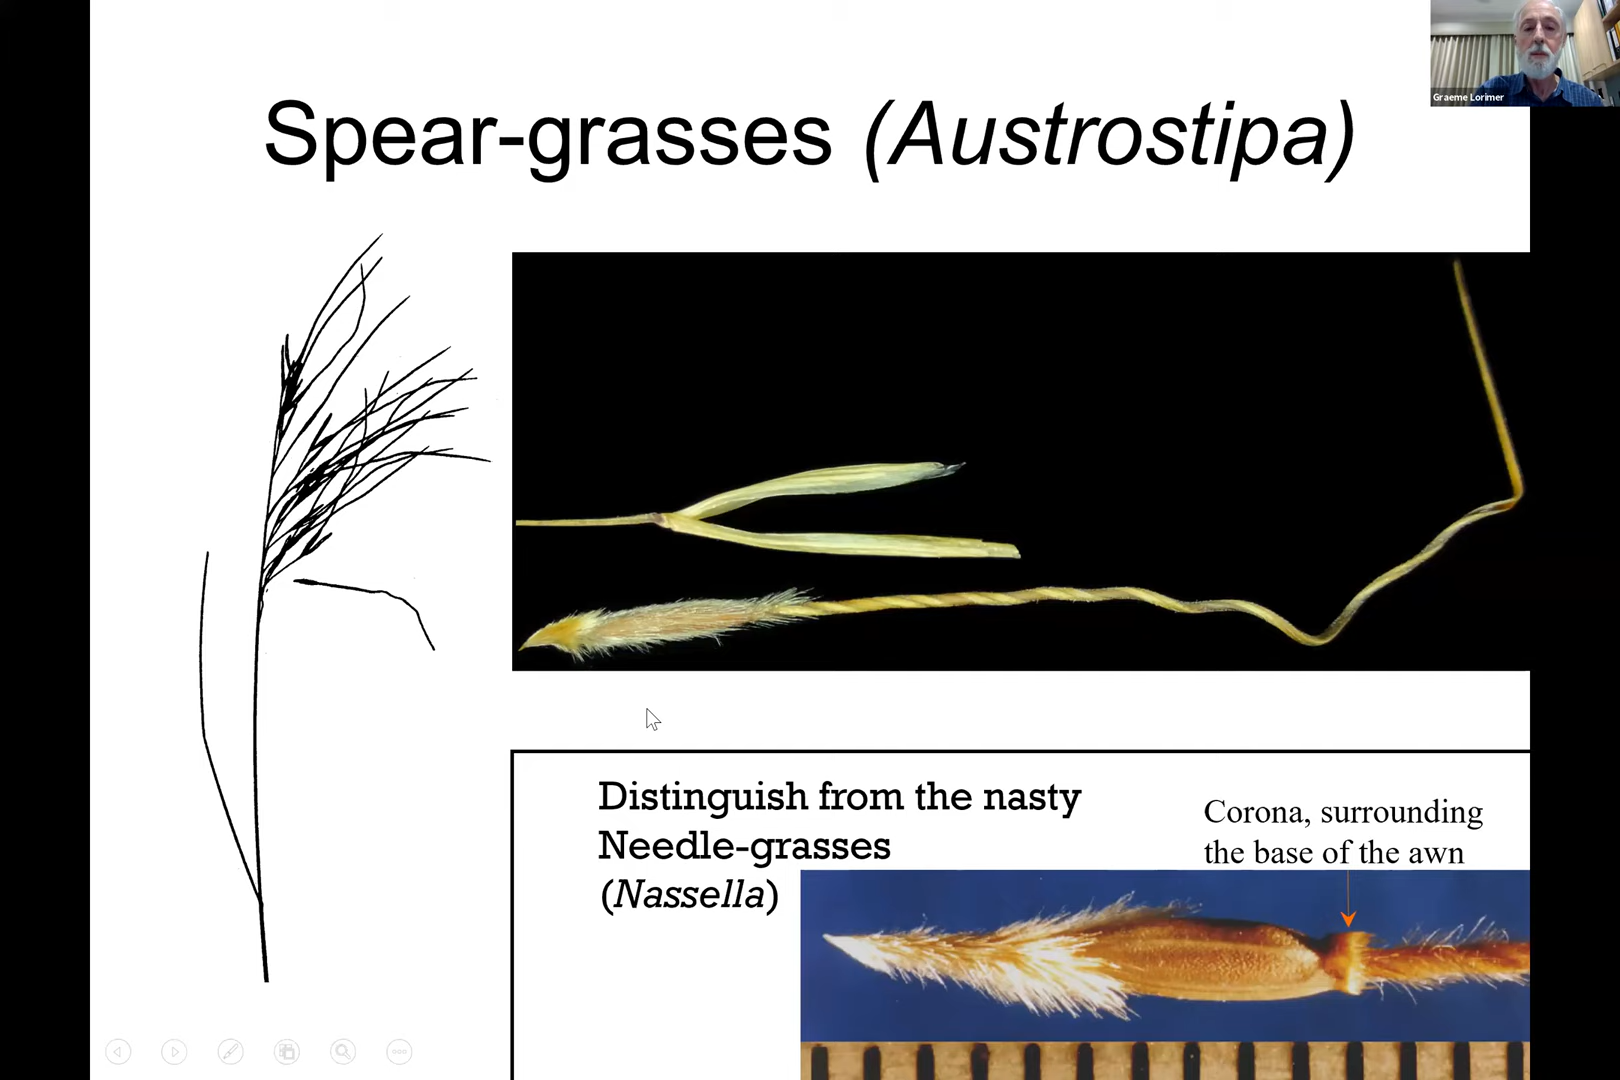 Graeme Lorimer
Spear-grasses (Austrostipa)
Distinguish from the nasty
Needle-grasses
(Nassella)
Corona, surrounding
the base of the awn